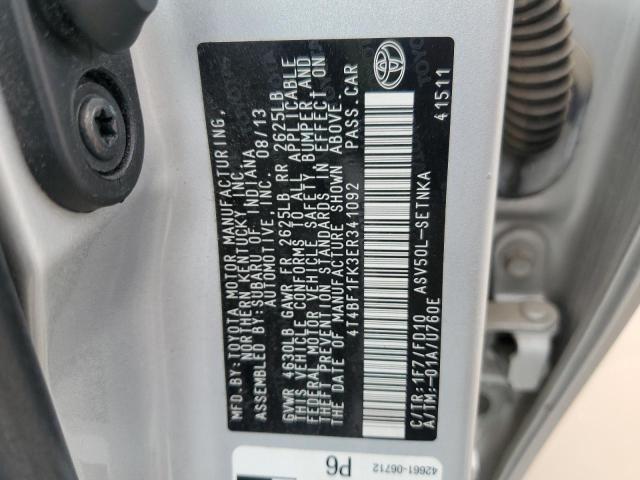 MFD. BY: TOYOTA MOTOR MANUFACTURING,
NORTHERN KENTUCKY, INC.
ASSEMBLED BY: SUBARU OF INDIANA
AUTOMOTIVE, INC. 08/13
GVWR 4630LB GAWR FR 2625LB RR 2625LB
THIS VEHICLE CONFORMS TO ALL APPLICABLE
FEDERAL MOTOR VEHICLE SAFETY, BUMPER AND
THEFT PREVENTION STANDARDS IN EFFECT ON
THE DATE OF MANUFACTURE SHOWN ABOVE.
4T4BF1FK3ER341092 PASS. CAR
C/TR:1F7/FD10 ASV50L-SETNKA
A/TM:-01A/U760E 41511
TOYOTA
P6
42661-06712